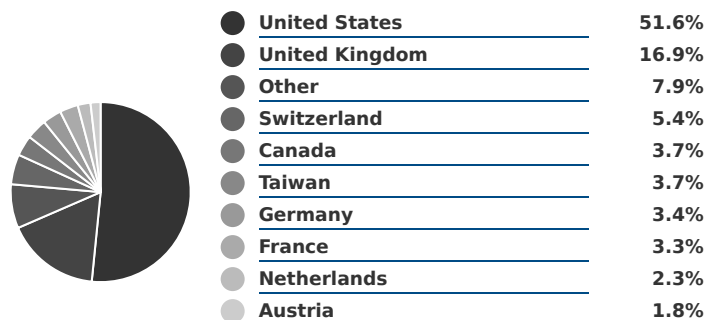 United States 51.6%
United Kingdom 16.9%
Other 7.9%
Switzerland 5.4%
Canada 3.7%
Taiwan 3.7%
Germany 3.4%
France 3.3%
Netherlands 2.3%
Austria 1.8%